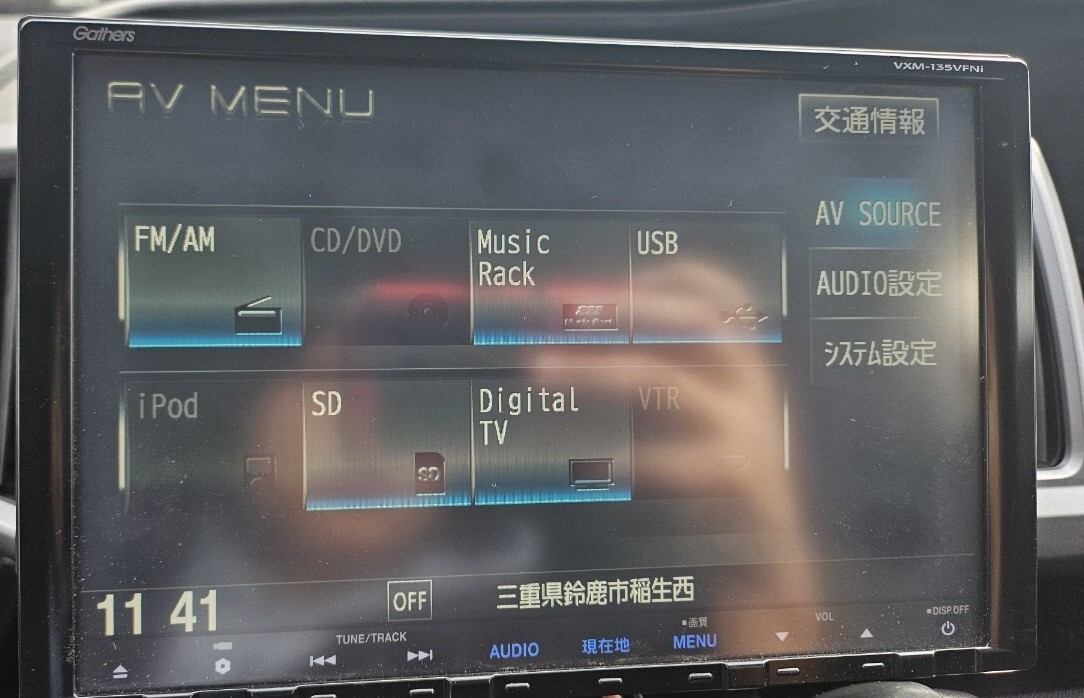 Gathers
VXM-135VFNi
AV MENU
交通情報
FM/AM
CD/DVD
Music
Rack
USB
AV SOURCE
AUDIO設定
システム設定
iPod
SD
SD
Digital
TV
VTR
11 41
OFF
三重県鈴鹿市稲生西
TUNE/TRACK
AUDIO
現在地
画質
MENU
VOL
DISP.OFF